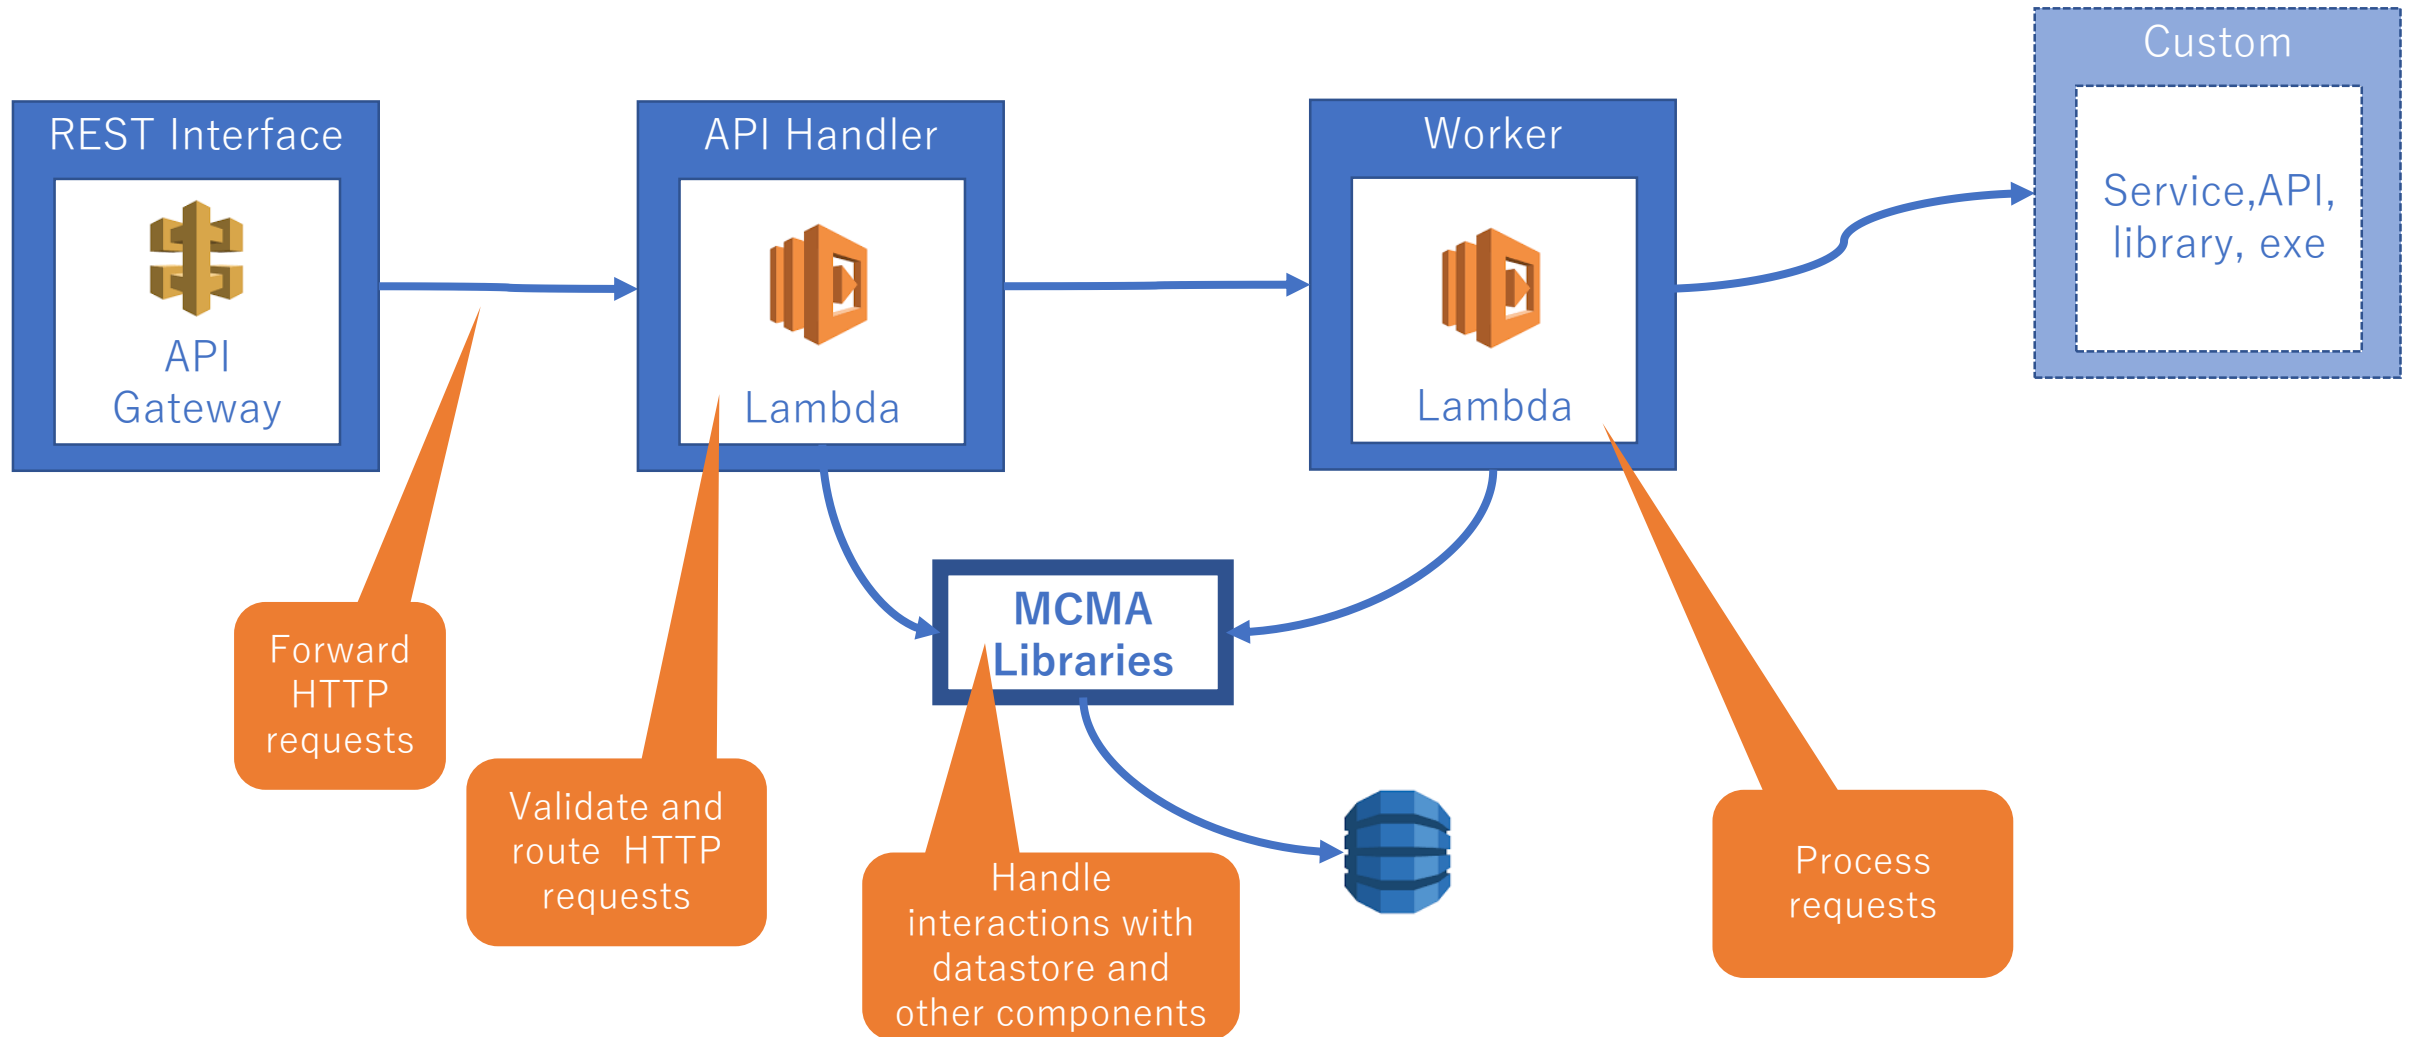 REST Interface
API
Gateway
API Handler
Lambda
Worker
Lambda
Custom
Service,API,
library, exe
MCMA
Libraries
Forward
HTTP
requests
Validate and
route HTTP
requests
Handle
interactions with
datastore and
other components
Process
requests